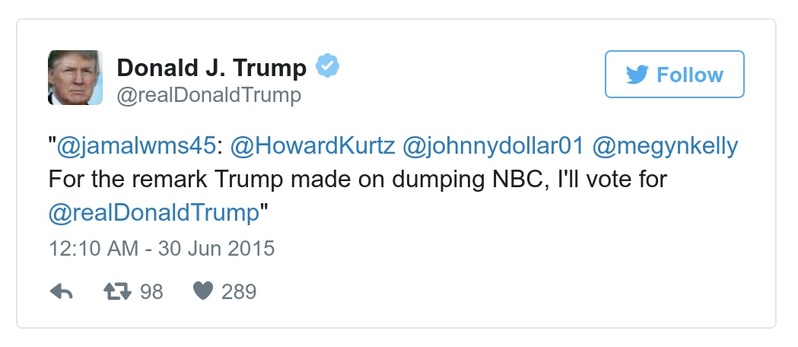 Donald J. Trump
@realDonaldTrump
Follow
"@jamalwms45: @HowardKurtz @johnnydollar01 @megynkelly
For the remark Trump made on dumping NBC, I'll vote for
@realDonaldTrump"
12:10 AM - 30 Jun 2015
98 289